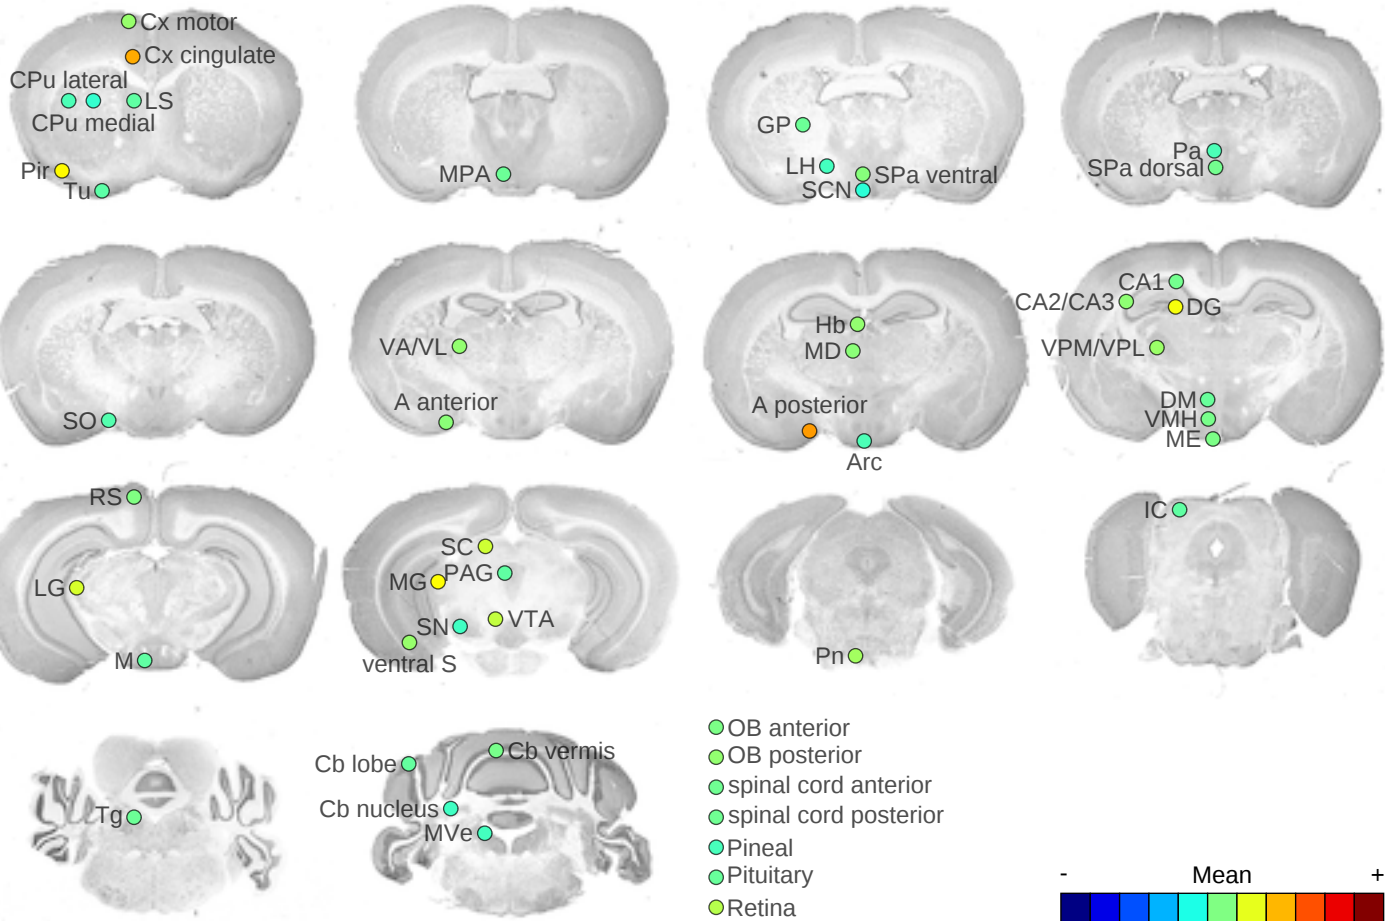 Cx motor
Cx cingulate
CPu lateral
LS
CPu medial
Pir
Tu
MPA
GP
LH
SPa ventral
SCN
Pa
SPa dorsal
SO
VA/VL
A anterior
Hb
MD
A posterior
Arc
CA1
CA2/CA3
DG
VPM/VPL
DM
VMH
ME
RS
LG
M
SC
MG
PAG
SN
VTA
ventral S
Pn
IC
Tg
Cb vermis
Cb lobe
Cb nucleus
MVe
OB anterior
OB posterior
spinal cord anterior
spinal cord posterior
Pineal
Pituitary
Retina
- Mean +